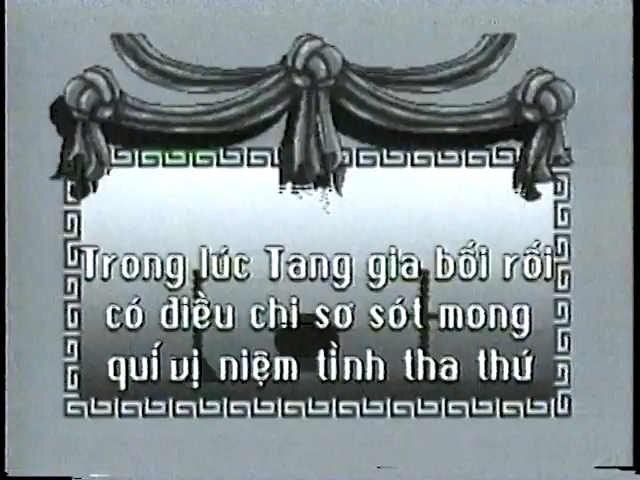 Trong lúc Tang gia bối rối
có điều chi sơ sót mong
quí vị niệm tình tha thứ